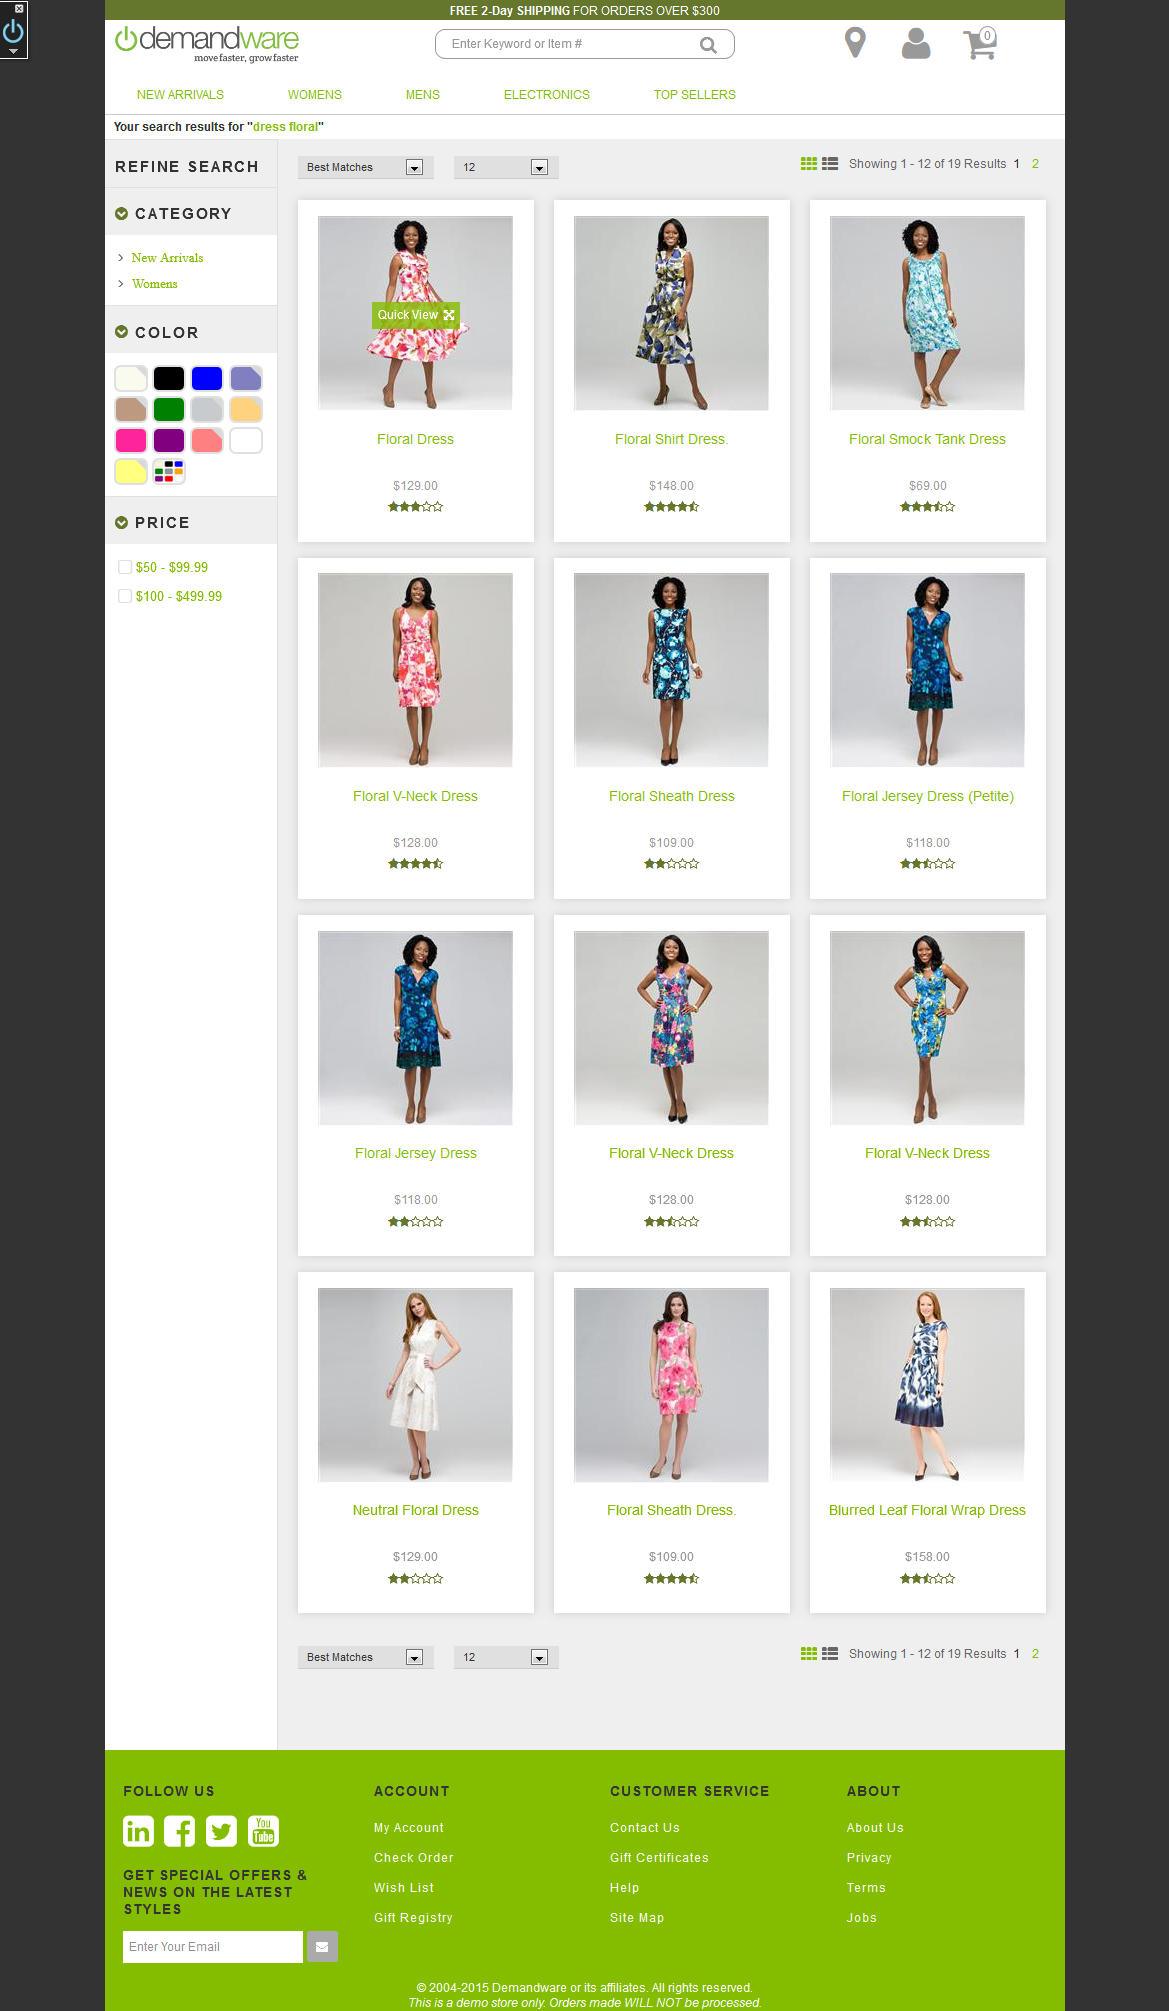 FREE 2-Day SHIPPING FOR ORDERS OVER $300
demandware
move faster, grow faster
Enter Keyword or Item #
0
NEW ARRIVALS WOMENS MENS ELECTRONICS TOP SELLERS
Your search results for "dress floral"
REFINE SEARCH
CATEGORY
New Arrivals
Womens
COLOR
PRICE
$50 - $99.99
$100 - $499.99
Best Matches 12 Showing 1 - 12 of 19 Results 1 2
Quick View
Floral Dress
$129.00
Floral Shirt Dress.
$148.00
Floral Smock Tank Dress
$69.00
Floral V-Neck Dress
$128.00
Floral Sheath Dress
$109.00
Floral Jersey Dress (Petite)
$118.00
Floral Jersey Dress
$118.00
Floral V-Neck Dress
$128.00
Floral V-Neck Dress
$128.00
Neutral Floral Dress
$129.00
Floral Sheath Dress.
$109.00
Blurred Leaf Floral Wrap Dress
$158.00
Best Matches 12 Showing 1 - 12 of 19 Results 1 2
FOLLOW US
in
You
Tube
GET SPECIAL OFFERS &
NEWS ON THE LATEST
STYLES
Enter Your Email
ACCOUNT
My Account
Check Order
Wish List
Gift Registry
CUSTOMER SERVICE
Contact Us
Gift Certificates
Help
Site Map
ABOUT
About Us
Privacy
Terms
Jobs
© 2004-2015 Demandware or its affiliates. All rights reserved.
This is a demo store only. Orders made WILL NOT be processed.